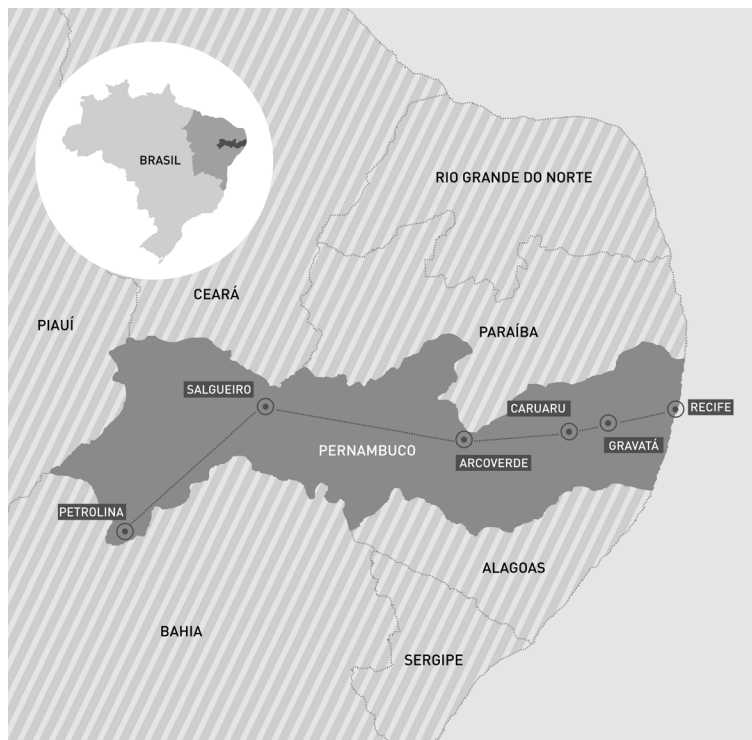 BRASIL
RIO GRANDE DO NORTE
CEARÁ
PIAUÍ
PARAÍBA
SALGUEIRO
CARUARU
RECIFE
PERNAMBUCO
GRAVATÁ
ARCOVERDE
PETROLINA
ALAGOAS
BAHIA
SERGIPE